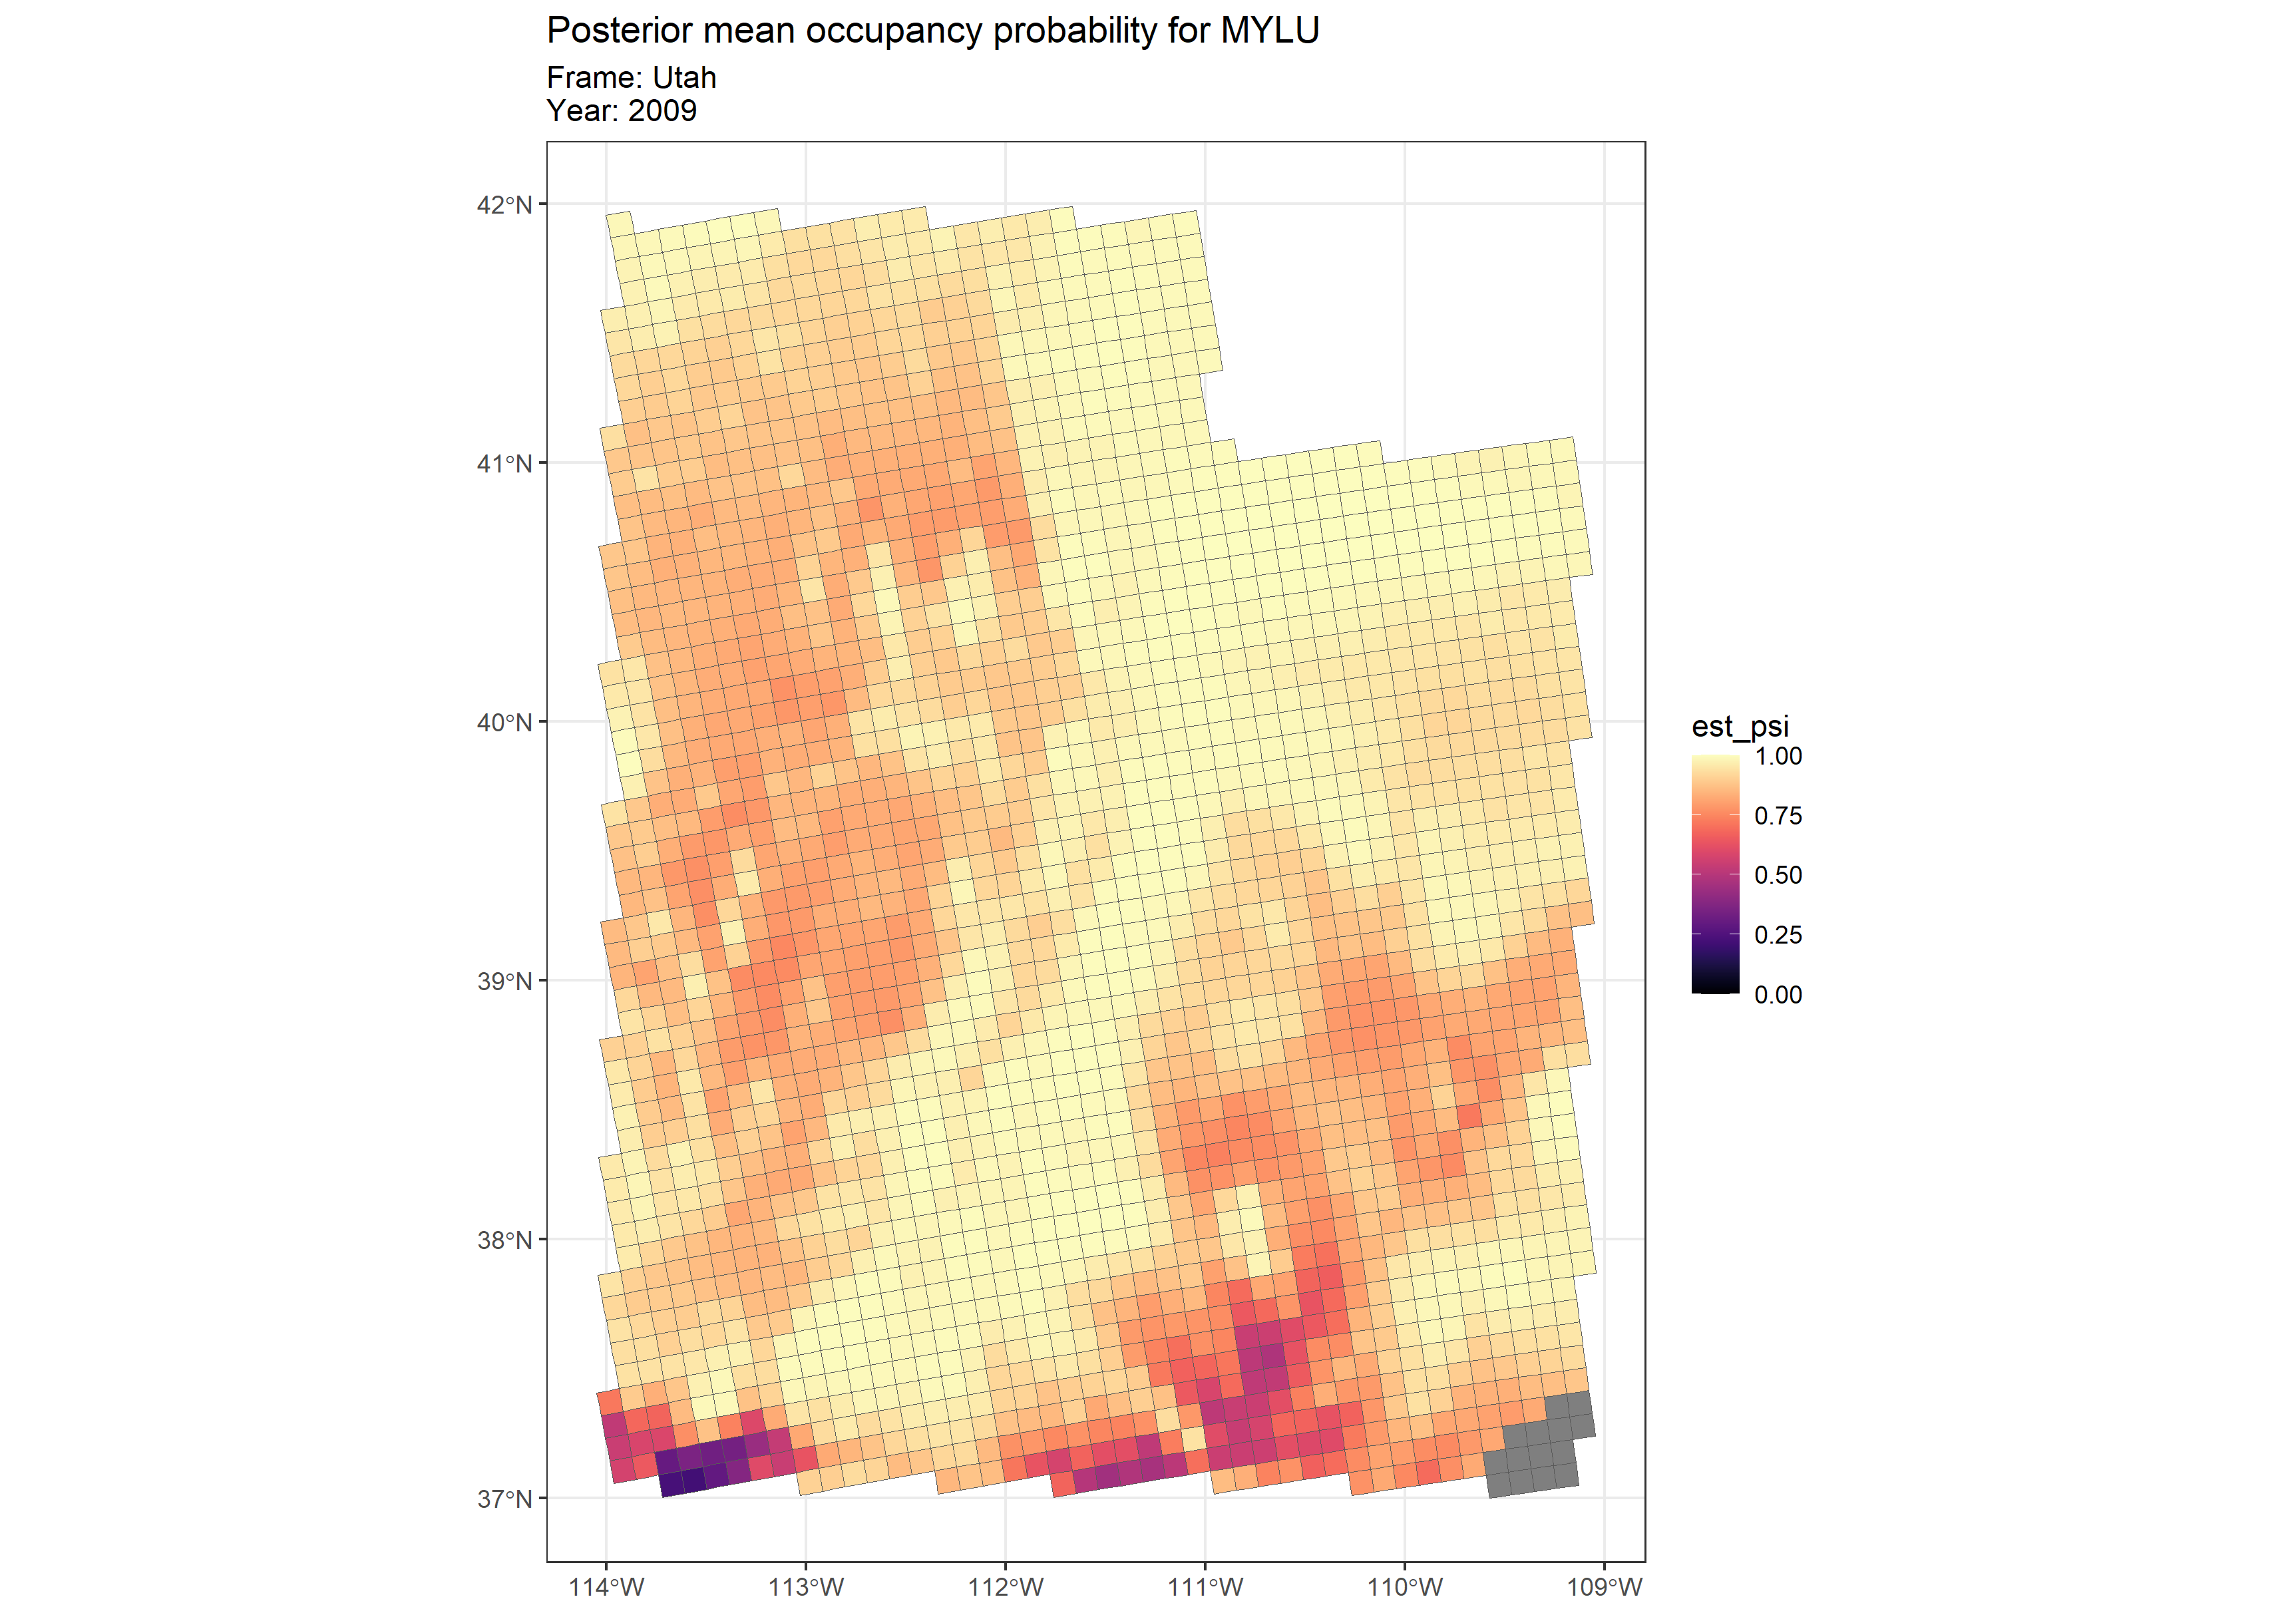 Posterior mean occupancy probability for MYLU
Frame: Utah
Year: 2009
42°N
41°N
40°N
39°N
38°N
37°N
114°W
113°W
112°W
111°W
110°W
109°W
est_psi
1.00
0.75
0.50
0.25
0.00